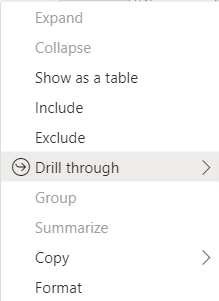 Expand
Collapse
Show as a table
Include
Exclude
Drill through
Group
Summarize
Copy
Format